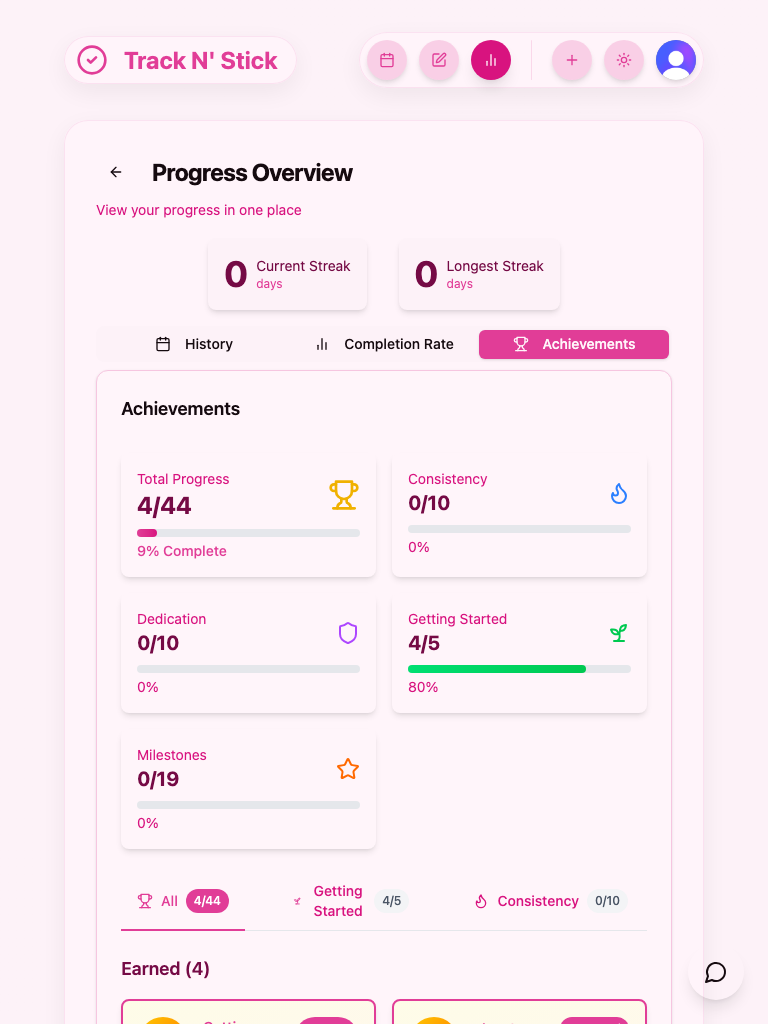 Track N' Stick
Progress Overview
View your progress in one place
0 Current Streak
days
0 Longest Streak
days
History
Completion Rate
Achievements
Achievements
Total Progress
4/44
9% Complete
Consistency
0/10
0%
Dedication
0/10
0%
Getting Started
4/5
80%
Milestones
0/19
0%
All 4/44
Getting
Started 4/5
Consistency 0/10
Earned (4)